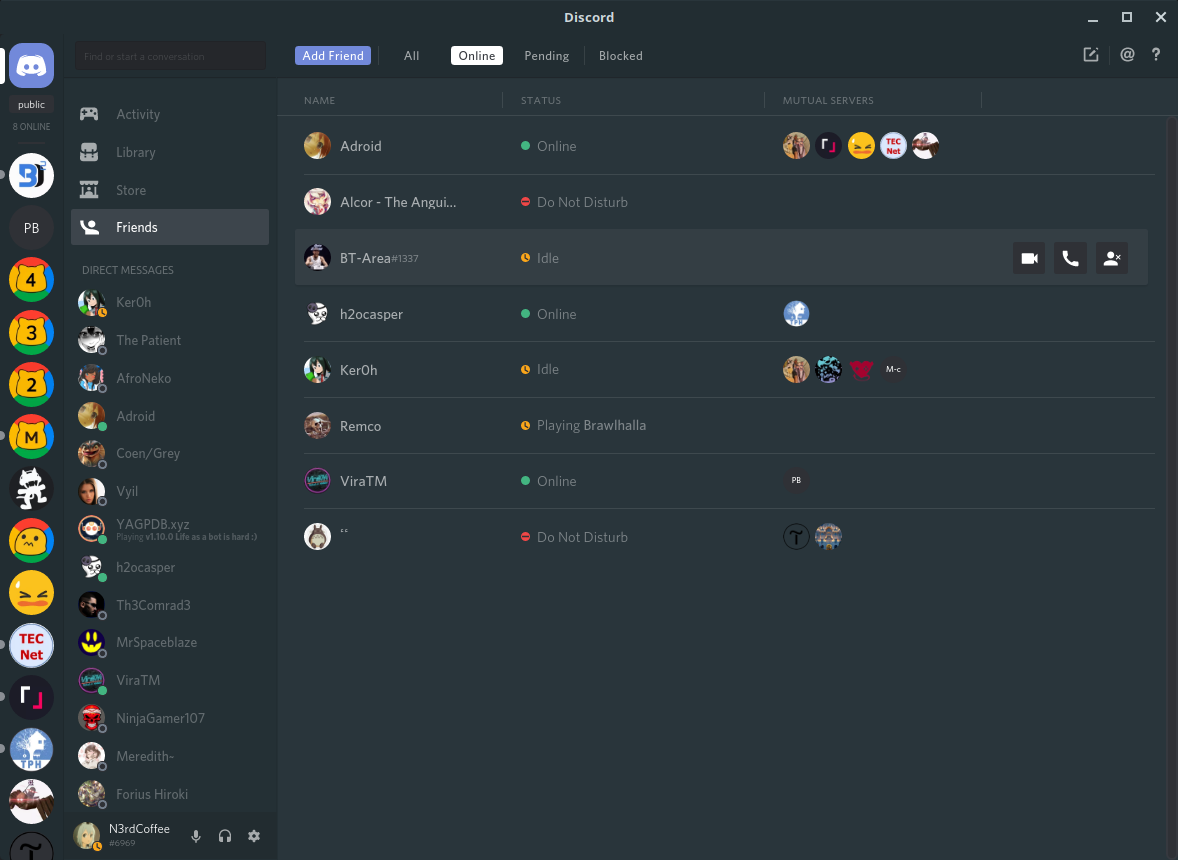 Discord
Find or start a conversation
Add Friend
All
Online
Pending
Blocked
@
?
public
8 ONLINE
PB
4
3
2
M
TEC
Net
TPH
Activity
Library
Store
Friends
DIRECT MESSAGES
Ker0h
The Patient
AfroNeko
Adroid
Coen/Grey
Vyil
YAGPDB.xyz
Playing v1.10.0 Life as a bot is hard :)
h2ocasper
Th3Comrad3
MrSpaceblaze
ViraTM
NinjaGamer107
Meredith~
Forius Hiroki
N3rdCoffee
#6969
NAME STATUS MUTUAL SERVERS
Adroid Online TEC Net
Alcor - The Angui... Do Not Disturb
BT-Area#1337 Idle
h2ocasper Online
Ker0h Idle M-c
Remco Playing Brawlhalla
ViraTM Online PB
“ Do Not Disturb